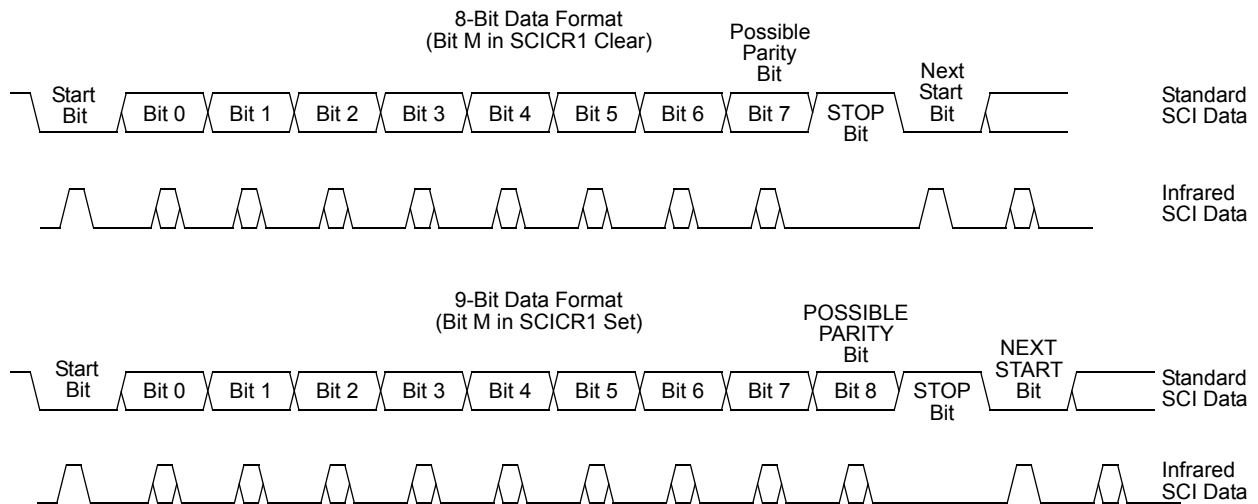 8-Bit Data Format
(Bit M in SCICR1 Clear)
Possible
Parity
Bit
Start
Bit
Bit 0
Bit 1
Bit 2
Bit 3
Bit 4
Bit 5
Bit 6
Bit 7
STOP
Bit
Next
Start
Bit
Standard
SCI Data
Infrared
SCI Data
9-Bit Data Format
(Bit M in SCICR1 Set)
POSSIBLE
PARITY
Bit
Start
Bit
Bit 0
Bit 1
Bit 2
Bit 3
Bit 4
Bit 5
Bit 6
Bit 7
Bit 8
STOP
Bit
NEXT
START
Bit
Standard
SCI Data
Infrared
SCI Data